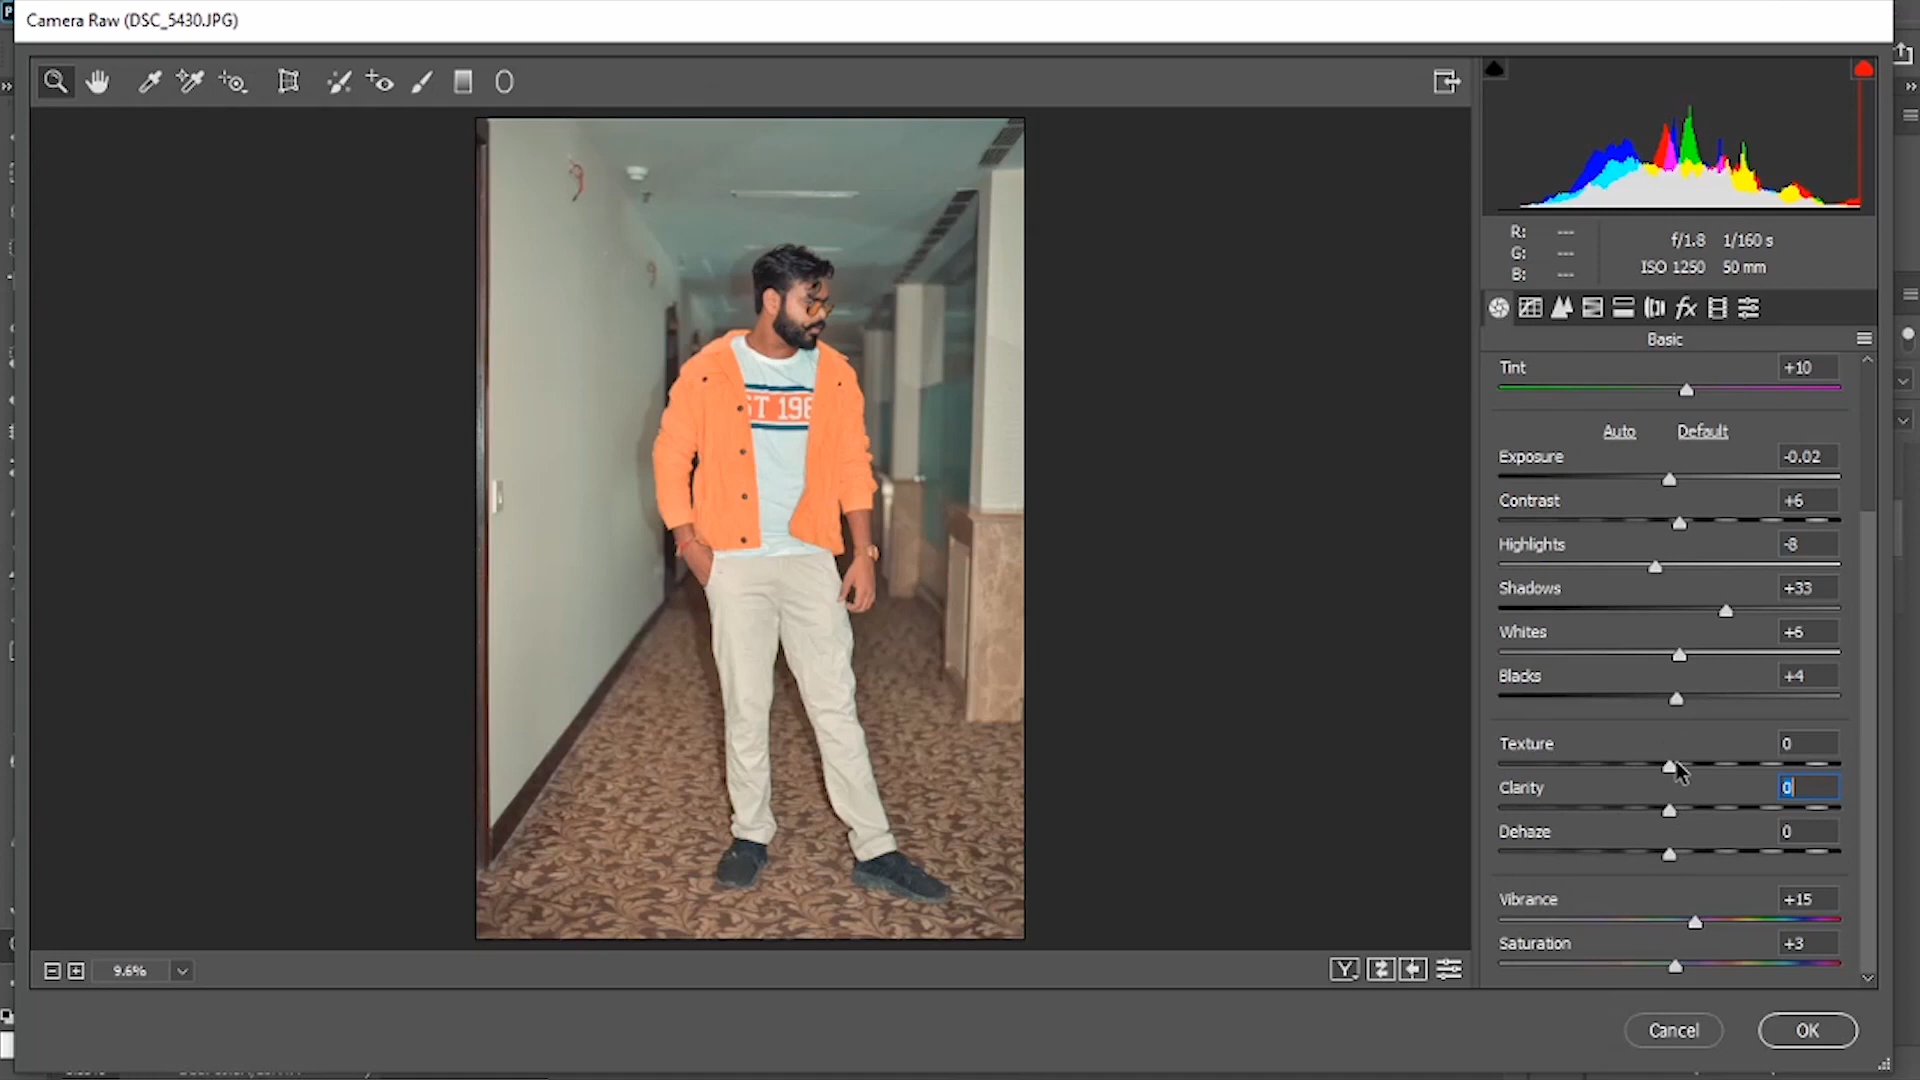 Camera Raw (DSC_5430.JPG)
R: ---
G: ---
B: ---
f/1.8 1/160 s
ISO 1250 50 mm
Basic
Tint +10
Auto Default
Exposure -0.02
Contrast +6
Highlights -8
Shadows +33
Whites +6
Blacks +4
Texture 0
Clarity 0
Dehaze 0
Vibrance +15
Saturation +3
ST 198
9.6%
Y
Cancel OK